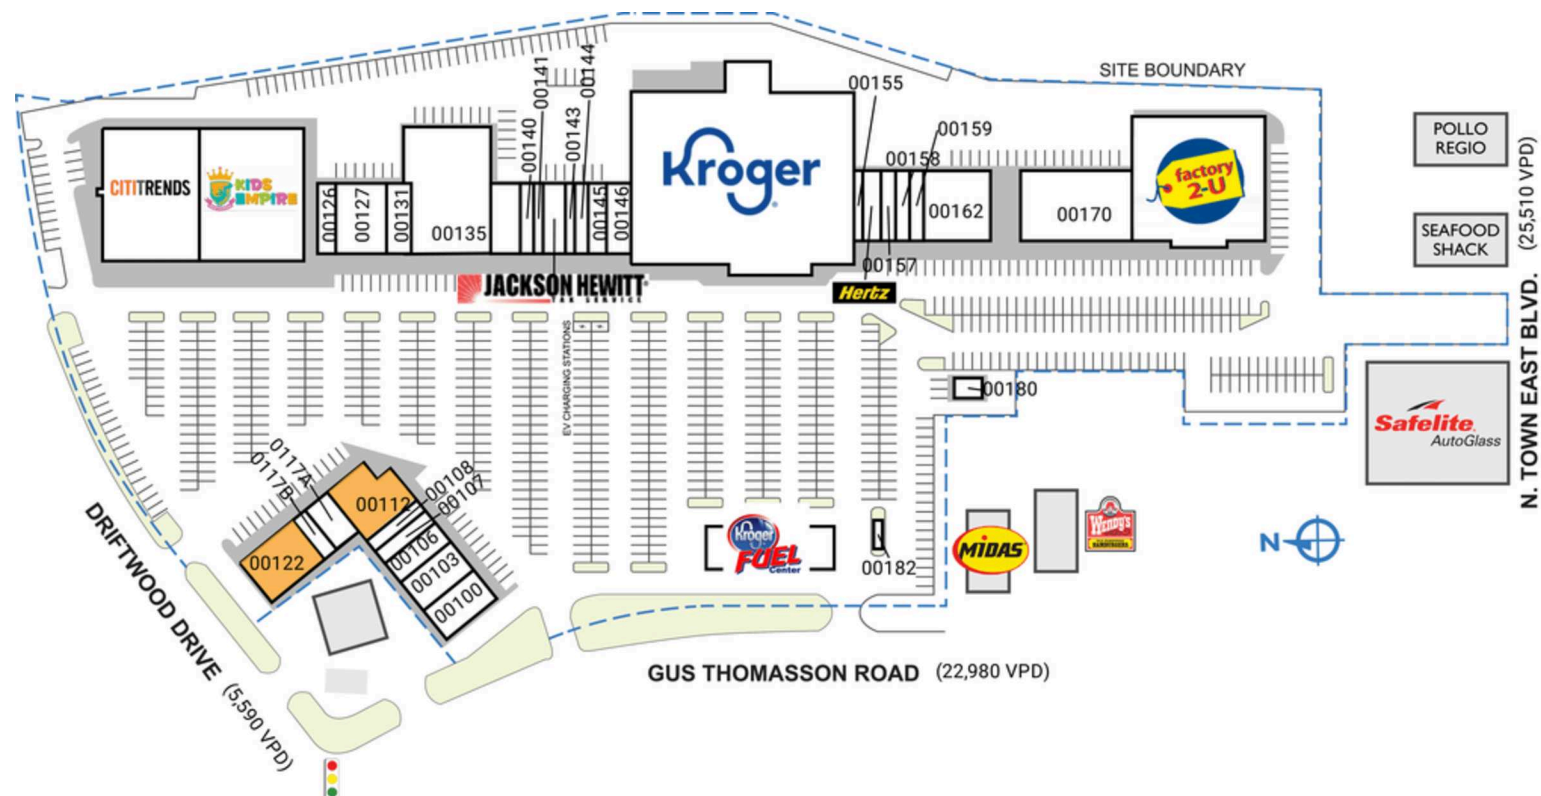 SITE BOUNDARY
00141
00144
00140
00143
00155
00159
00158
POLLO
REGIO
CITITRENDS
KIDS
EMPIRE
Kroger
factory
2-U
00126
00127
00131
00135
00145
00146
00162
00170
SEAFOOD
SHACK
00157
JACKSON HEWITT
TAX SERVICE
Hertz
N. TOWN EAST BLVD. (25,510 VPD)
EV CHARGING STATIONS
00180
Safelite.
AutoGlass
0117A
0117B
00108
00107
00112
00122
00106
00103
00100
Kroger
FUEL
Center
00182
MIDAS
WENDY'S
N
DRIFTWOOD DRIVE (5,590 VPD)
GUS THOMASSON ROAD (22,980 VPD)